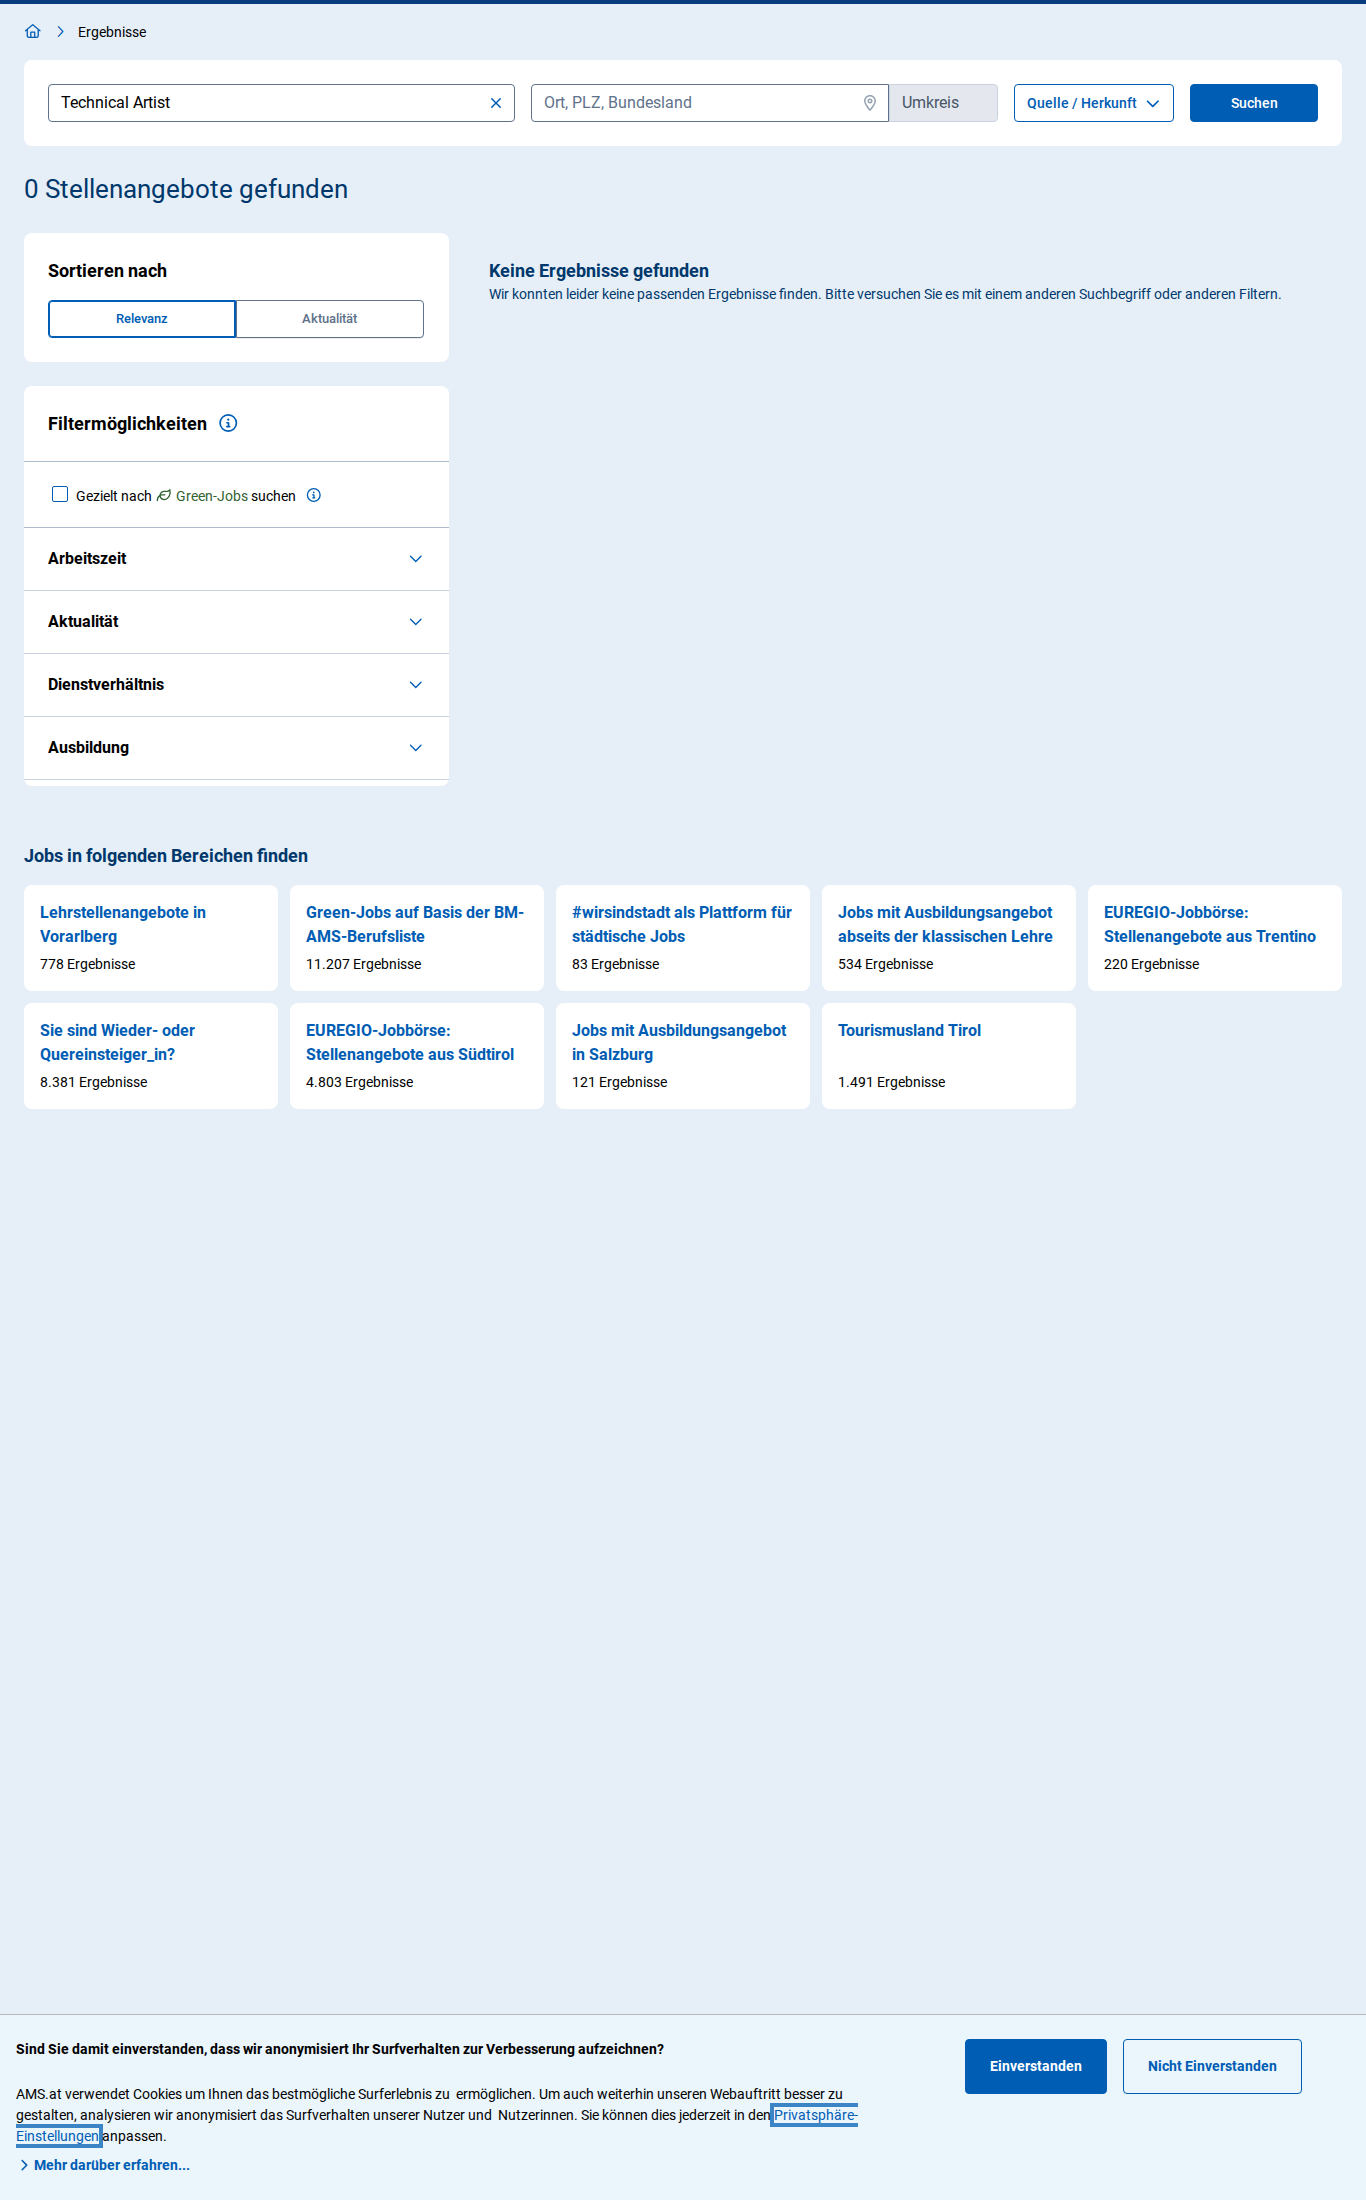 Ergebnisse
Technical Artist
Ort, PLZ, Bundesland
Umkreis
Quelle / Herkunft
Suchen
0 Stellenangebote gefunden
Sortieren nach
Relevanz
Aktualität
Keine Ergebnisse gefunden
Wir konnten leider keine passenden Ergebnisse finden. Bitte versuchen Sie es mit einem anderen Suchbegriff oder anderen Filtern.
Filtermöglichkeiten
Gezielt nach Green-Jobs suchen
Arbeitszeit
Aktualität
Dienstverhältnis
Ausbildung
Jobs in folgenden Bereichen finden
Lehrstellenangebote in
Vorarlberg
778 Ergebnisse
Green-Jobs auf Basis der BM-
AMS-Berufsliste
11.207 Ergebnisse
#wirsindstadt als Plattform für
städtische Jobs
83 Ergebnisse
Jobs mit Ausbildungsangebot
abseits der klassischen Lehre
534 Ergebnisse
EUREGIO-Jobbörse:
Stellenangebote aus Trentino
220 Ergebnisse
Sie sind Wieder- oder
Quereinsteiger_in?
8.381 Ergebnisse
EUREGIO-Jobbörse:
Stellenangebote aus Südtirol
4.803 Ergebnisse
Jobs mit Ausbildungsangebot
in Salzburg
121 Ergebnisse
Tourismusland Tirol
1.491 Ergebnisse
Sind Sie damit einverstanden, dass wir anonymisiert Ihr Surfverhalten zur Verbesserung aufzeichnen?
AMS.at verwendet Cookies um Ihnen das bestmögliche Surferlebnis zu  ermöglichen. Um auch weiterhin unseren Webauftritt besser zu
gestalten, analysieren wir anonymisiert das Surfverhalten unserer Nutzer und  Nutzerinnen. Sie können dies jederzeit in den Privatsphäre-
Einstellungen anpassen.
Mehr darüber erfahren...
Einverstanden
Nicht Einverstanden